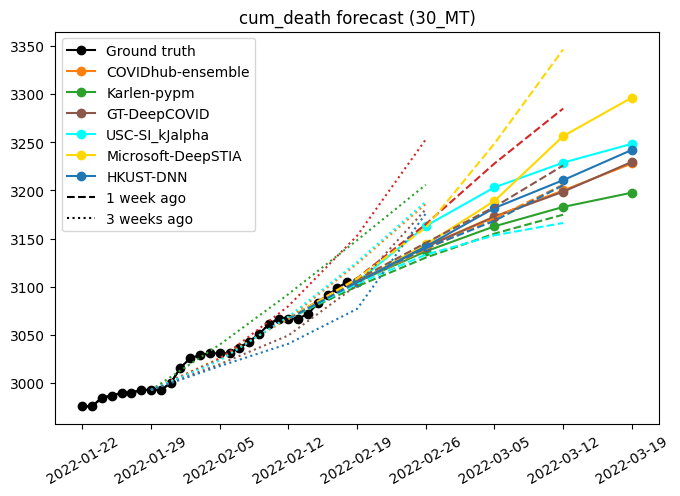 cum_death forecast (30_MT)
3350
3300
3250
3200
3150
3100
3050
3000
Ground truth
COVIDhub-ensemble
Karlen-pypm
GT-DeepCOVID
USC-SI_kJalpha
Microsoft-DeepSTIA
HKUST-DNN
1 week ago
3 weeks ago
2022-01-22
2022-01-29
2022-02-05
2022-02-12
2022-02-19
2022-02-26
2022-03-05
2022-03-12
2022-03-19